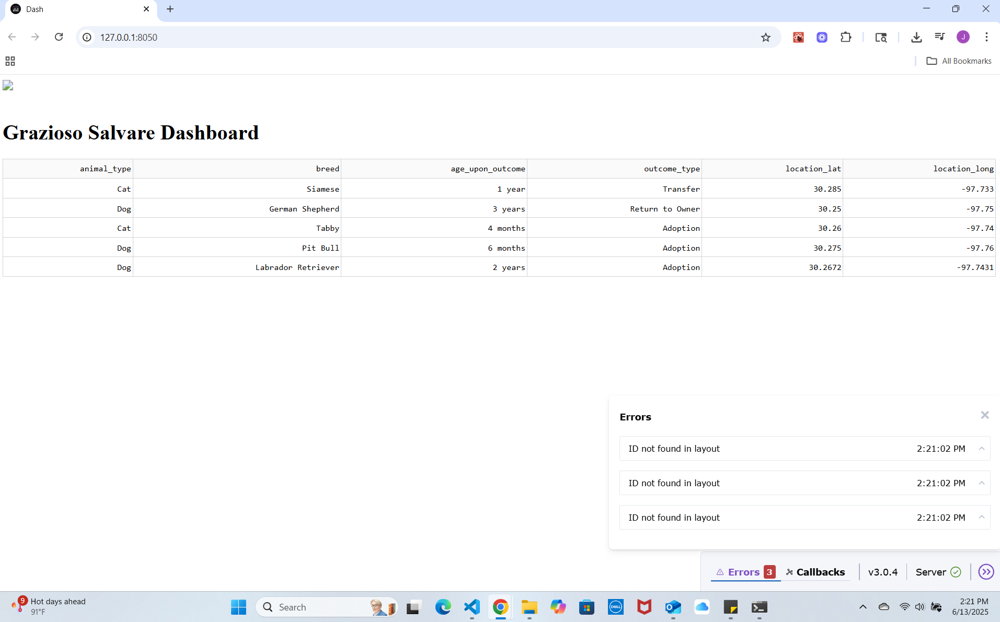 Dash
127.0.0.1:8050
J
All Bookmarks
Grazioso Salvare Dashboard
animal_type breed age_upon_outcome outcome_type location_lat location_long
Cat Siamese 1 year Transfer 30.285 -97.733
Dog German Shepherd 3 years Return to Owner 30.25 -97.75
Cat Tabby 4 months Adoption 30.26 -97.74
Dog Pit Bull 6 months Adoption 30.275 -97.76
Dog Labrador Retriever 2 years Adoption 30.2672 -97.7431
Errors
ID not found in layout 2:21:02 PM
ID not found in layout 2:21:02 PM
ID not found in layout 2:21:02 PM
Errors 3 Callbacks v3.0.4 Server
9 Hot days ahead
91°F
Search
DELL
2:21 PM
6/13/2025